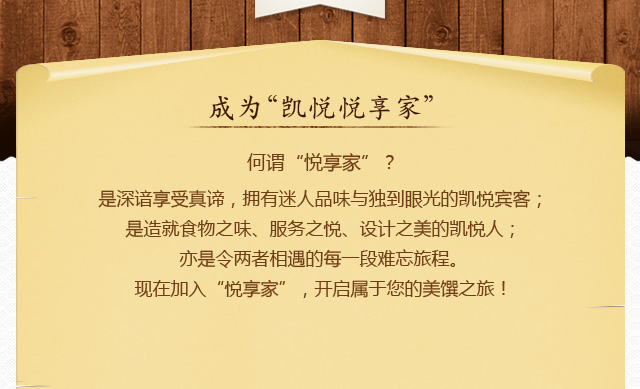 成为“凯悦悦享家”
何谓“悦享家”？
是深谙享受真谛，拥有迷人品味与独到眼光的凯悦宾客；
是造就食物之味、服务之悦、设计之美的凯悦人；
亦是令两者相遇的每一段难忘旅程。
现在加入“悦享家”，开启属于您的美馔之旅！